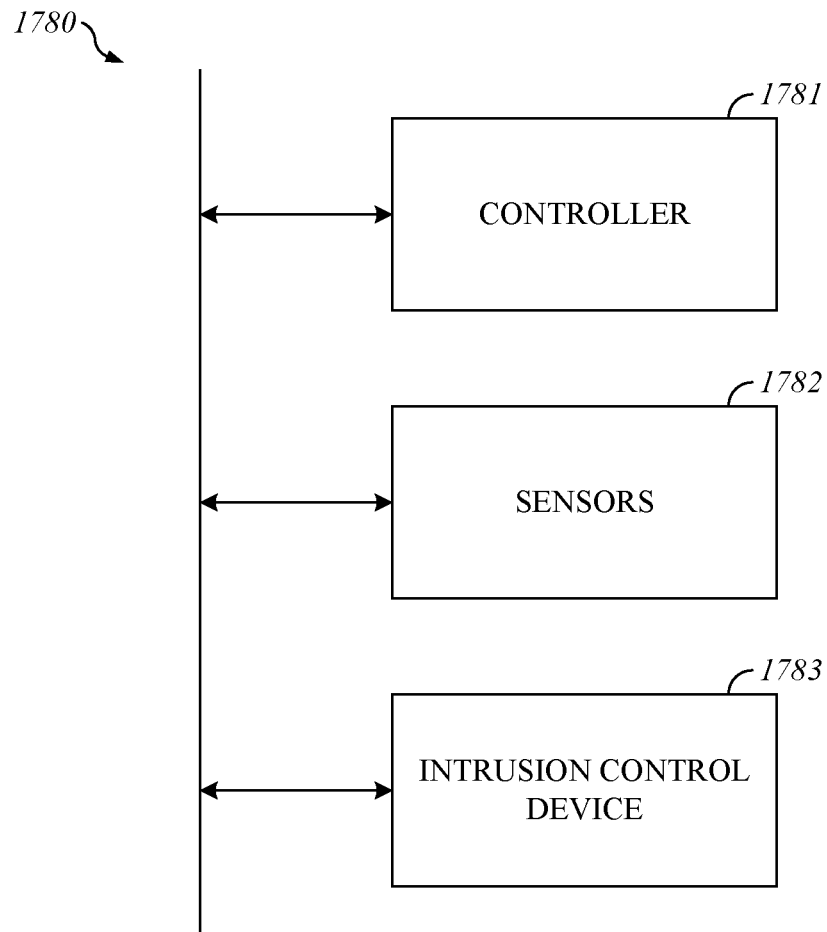 1780
1781
CONTROLLER
1782
SENSORS
1783
INTRUSION CONTROL
DEVICE